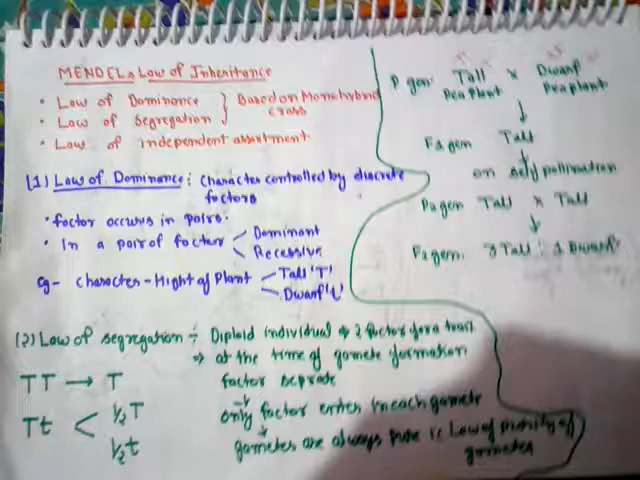 MENDEL's Law of Inheritance
• Law of Dominance } Based on Monohybrid cross
• Law of Segregation
• Law of independent assortment
(1) Law of Dominance : Character controlled by discrete
factors
• factor occurs in pairs.
• In a pair of factor < Dominant
Recessive
eg- Character - Hight of Plant < Tall 'T'
Dwarf 't'
P gen. Tall × Dwarf
Pea Plant Pea plant
↓
F1 gen Tall
on self pollination
P2 gen Tall × Tall
↓
F2 gen. 3 Tall : 1 Dwarf
(2) Law of segregation ÷ Diploid individual ⇒ 2 factor for a trait
⇒ at the time of gamete formation
factor seprate
↓
only factor enters in each gamete
↓
gametes are always pure is Law of purity of
gametes
TT → T
Tt < 1/2 T
1/2 t